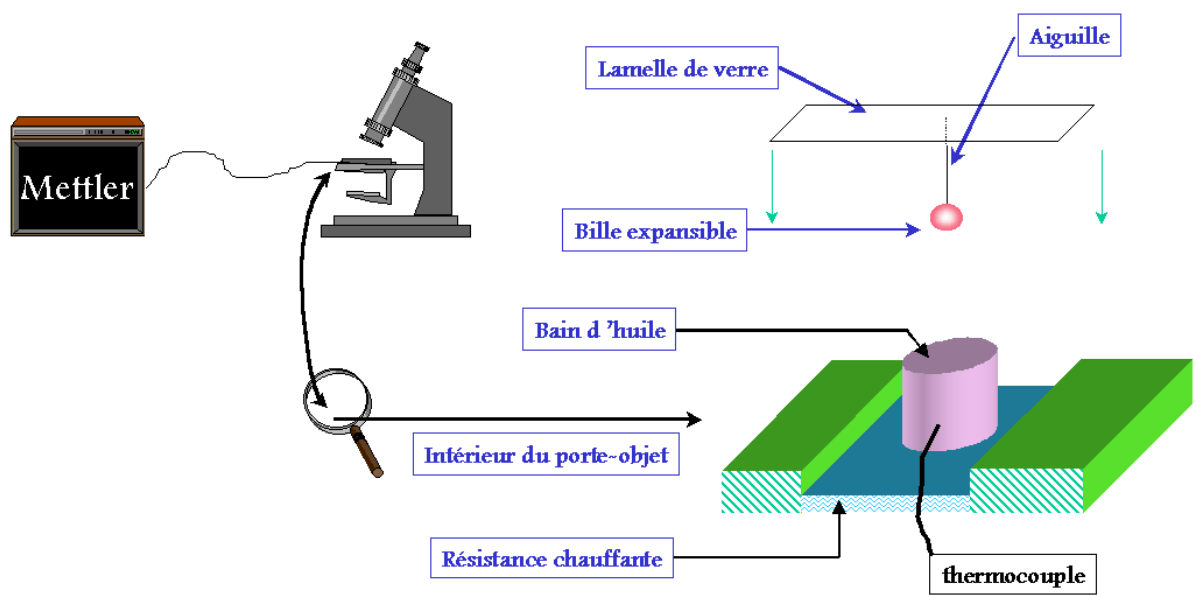 Aiguille
Lamelle de verre
Mettler
Bille expansible
Bain d ’huile
Intérieur du porte-objet
Résistance chauffante
thermocouple